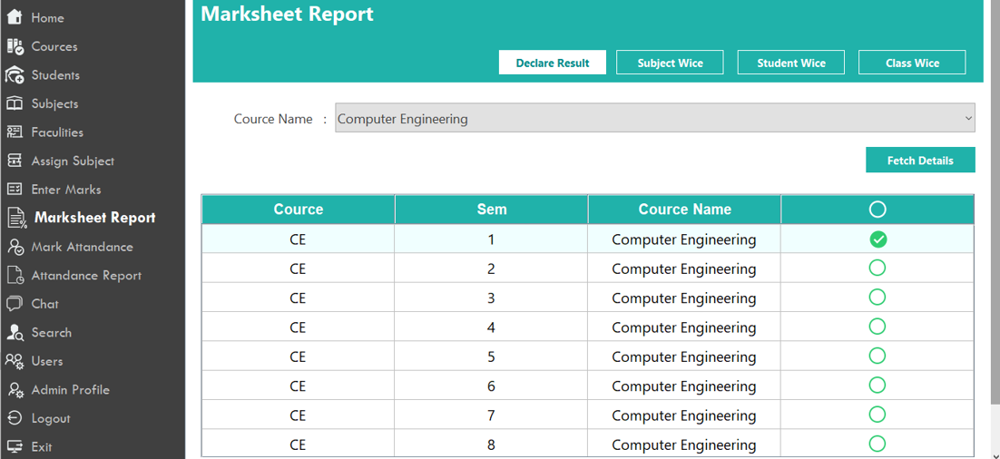 Home
Cources
Students
Subjects
Faculities
Assign Subject
Enter Marks
Marksheet Report
Mark Attandance
Attandance Report
Chat
Search
Users
Admin Profile
Logout
Exit
Marksheet Report
Declare Result Subject Wice Student Wice Class Wice
Cource Name : Computer Engineering
Fetch Details
Cource Sem Cource Name
CE 1 Computer Engineering
CE 2 Computer Engineering
CE 3 Computer Engineering
CE 4 Computer Engineering
CE 5 Computer Engineering
CE 6 Computer Engineering
CE 7 Computer Engineering
CE 8 Computer Engineering